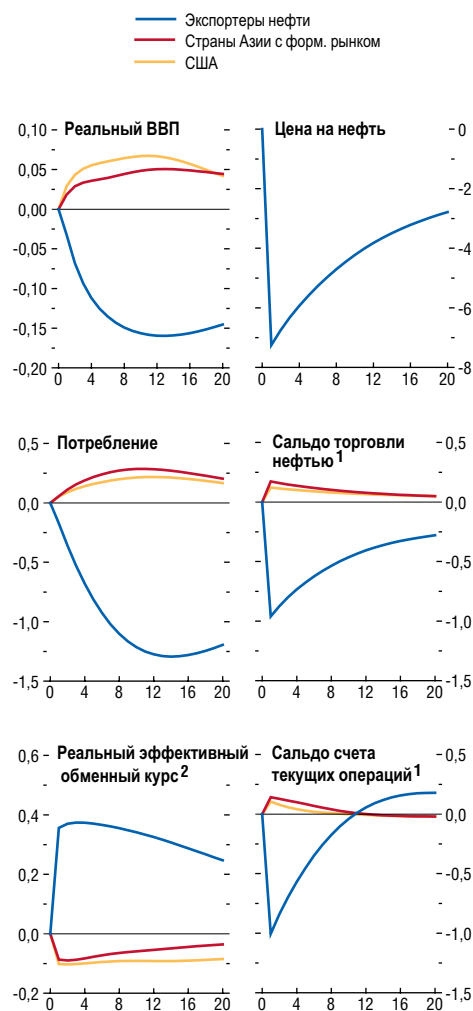 Экспортеры нефти
Страны Азии с форм. рынком
США
Реальный ВВП
0,10
0,05
0,00
-0,05
-0,10
-0,15
-0,20
0 4 8 12 16 20
Цена на нефть
0
-2
-4
-6
-8
0 4 8 12 16 20
Потребление
0,5
0,0
-0,5
-1,0
-1,5
0 4 8 12 16 20
Сальдо торговли
нефтью1
0,5
0,0
-0,5
-1,0
-1,5
0 4 8 12 16 20
Реальный эффективный
обменный курс2
0,6
0,4
0,2
0,0
-0,2
0 4 8 12 16 20
Сальдо счета
текущих операций1
0,5
0,0
-0,5
-1,0
-1,5
0 4 8 12 16 20